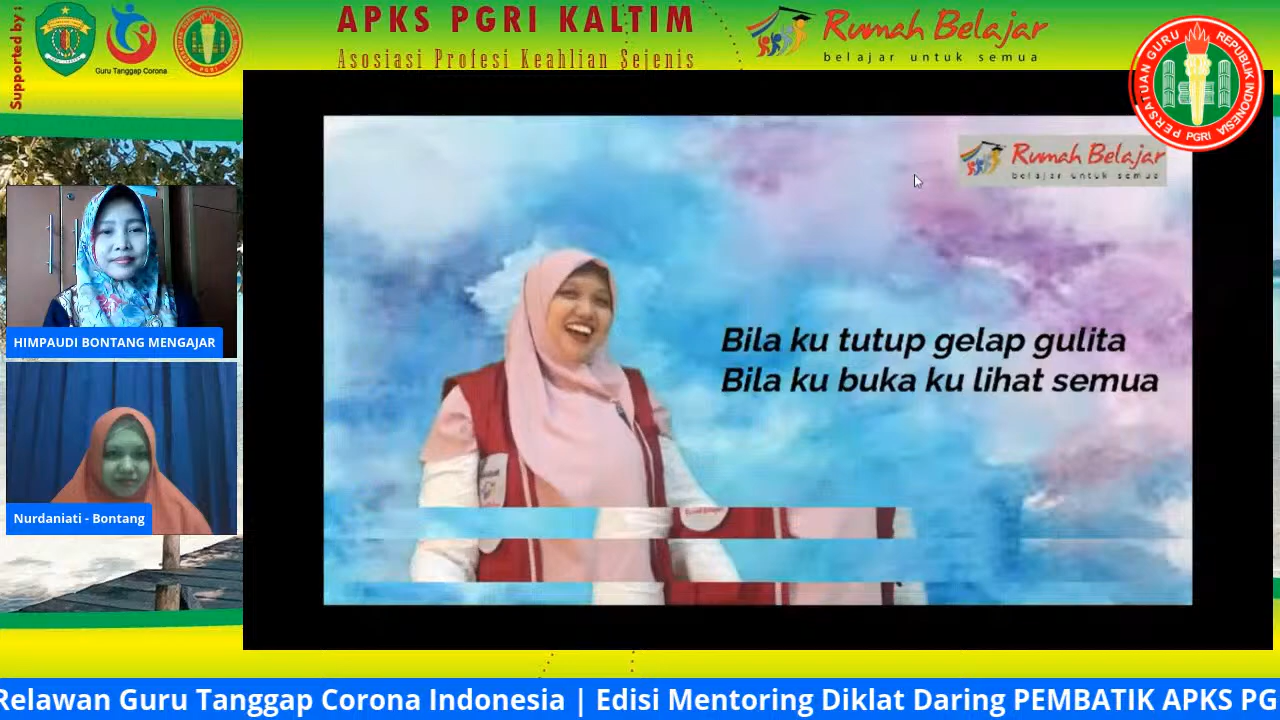 Supported by :
Guru Tanggap Corona
PGRI
APKS PGRI KALTIM
Asosiasi Profesi Keahlian Sejenis
Rumah Belajar
belajar untuk semua
PERSATUAN GURU REPUBLIK INDONESIA
PGRI
Rumah Belajar
belajar untuk semua
HIMPAUDI BONTANG MENGAJAR
Nurdaniati - Bontang
Bila ku tutup gelap gulita
Bila ku buka ku lihat semua
Relawan Guru Tanggap Corona Indonesia | Edisi Mentoring Diklat Daring PEMBATIK APKS PG